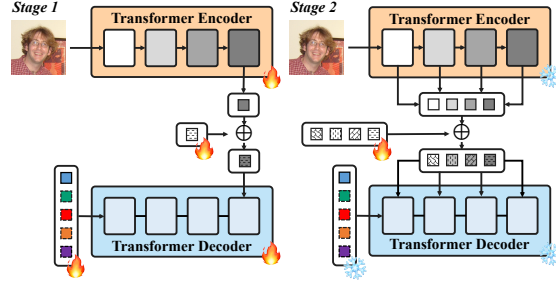 Stage 1
Transformer Encoder
Transformer Decoder
Stage 2
Transformer Encoder
Transformer Decoder